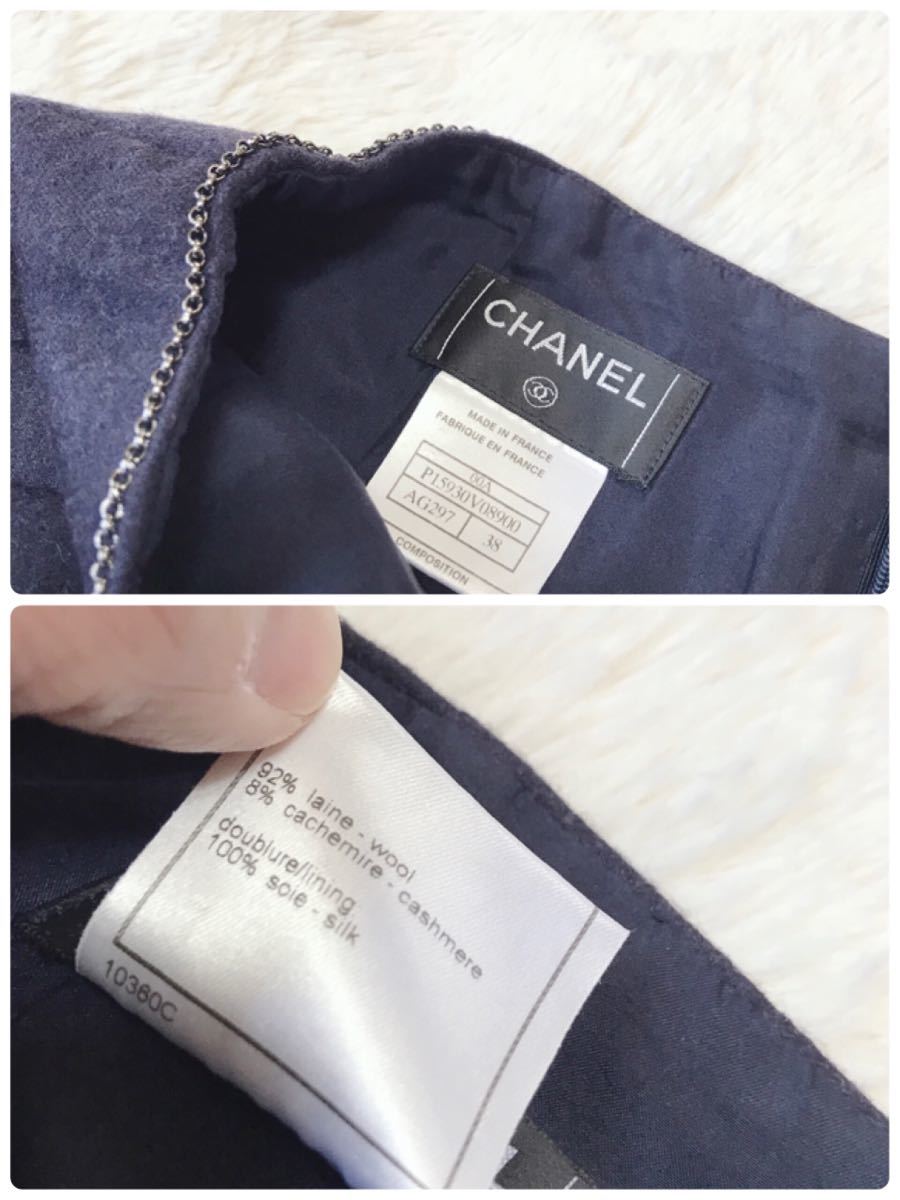 CHANEL
MADE IN FRANCE
FABRIQUE EN FRANCE
00A
P15930V08900
AG297 38
COMPOSITION
92% laine - wool
8% cachemire - cashmere
doublure/lining
100% soie - silk
10360C